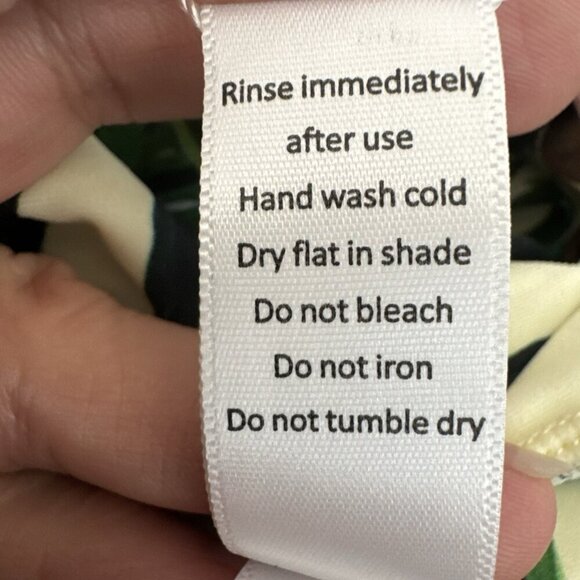 Rinse immediately
after use
Hand wash cold
Dry flat in shade
Do not bleach
Do not iron
Do not tumble dry